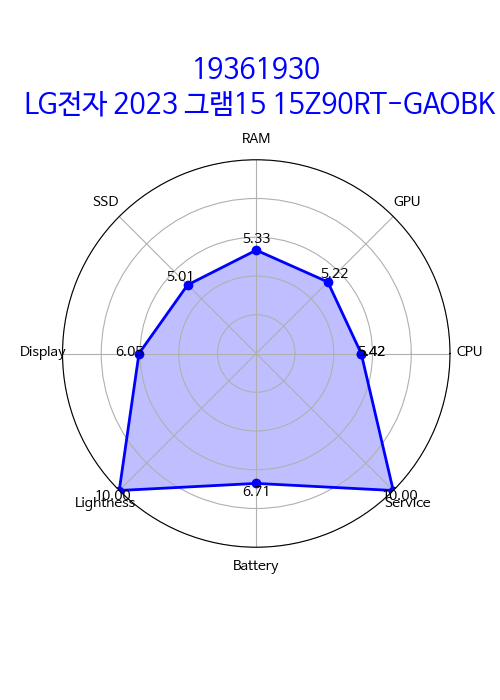 19361930
LG전자 2023 그램15 15Z90RT-GAOBK
RAM
SSD
GPU
5.33
5.01
5.22
Display
6.05
5.42
CPU
10.00
6.71
10.00
Lightness
Service
Battery